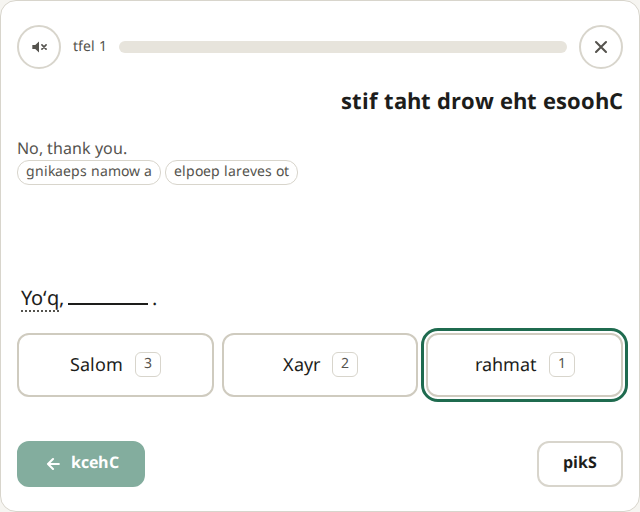 tfel 1
stif taht drow eht esoohC
No, thank you.
gnikaeps namow a
elpoep lareves ot
Yo‘q, ________ .
Salom 3
Xayr 2
rahmat 1
kcehC
pikS